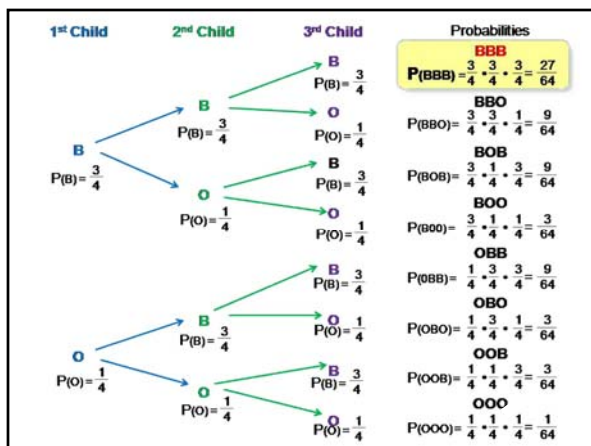 1st Child 2nd Child 3rd Child Probabilities
B BBB
P(B)= 3/4 P(BBB) = 3/4 • 3/4 • 3/4 = 27/64
B O BBO
P(B)= 3/4 P(O)= 1/4 P(BBO)= 3/4 • 3/4 • 1/4 = 9/64
B B BOB
P(B)= 3/4 P(B)= 3/4 P(BOB)= 3/4 • 1/4 • 3/4 = 9/64
O O BOO
P(O)= 1/4 P(O)= 1/4 P(B00)= 3/4 • 1/4 • 1/4 = 3/64
B OBB
P(B)= 3/4 P(0BB)= 1/4 • 3/4 • 3/4 = 9/64
B O OBO
P(B)= 3/4 P(O)= 1/4 P(OBO)= 1/4 • 3/4 • 1/4 = 3/64
O B OOB
P(O)= 1/4 P(B)= 3/4 P(OOB)= 1/4 • 1/4 • 3/4 = 3/64
O O OOO
P(O)= 1/4 P(O)= 1/4 P(OOO)= 1/4 • 1/4 • 1/4 = 1/64